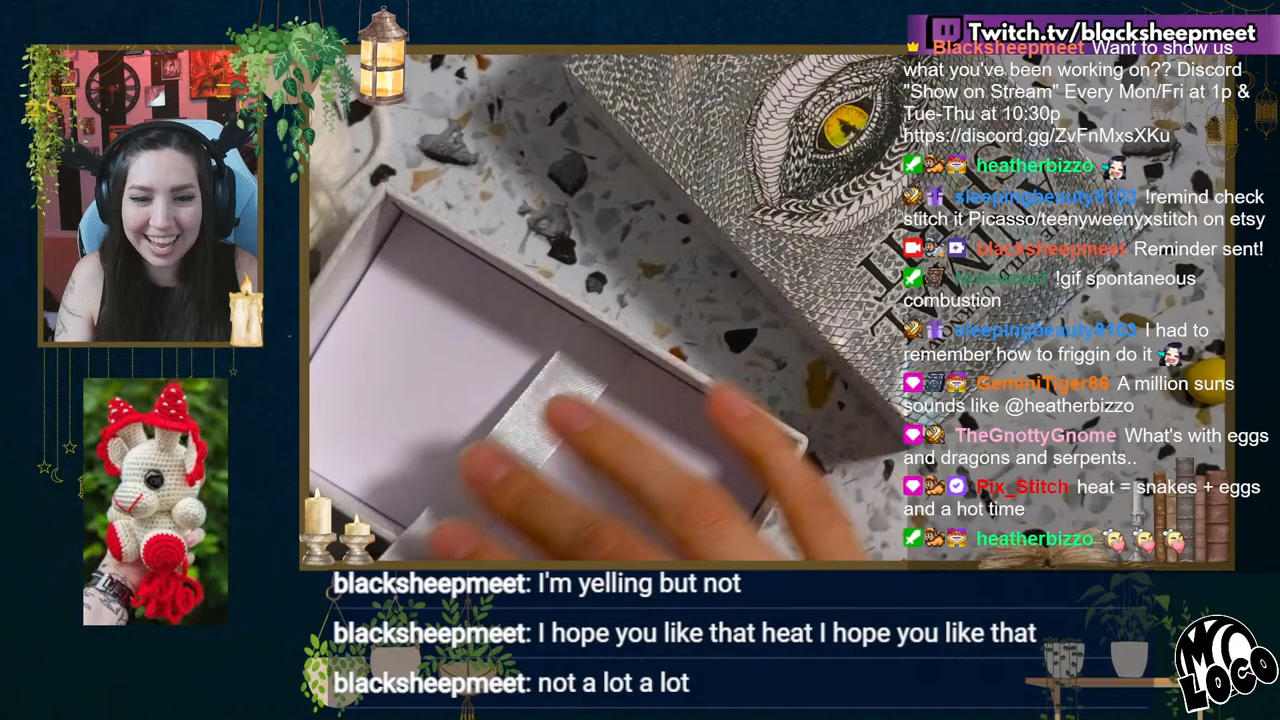 Twitch.tv/blacksheepmeet
Blacksheepmeet Want to show us
what you've been working on?? Discord
"Show on Stream" Every Mon/Fri at 1p &
Tue-Thu at 10:30p
https://discord.gg/ZvFnMxsXKu
heatherbizzo
sleepingbeauty8103 !remind check
stitch it Picasso/teenyweenyxstitch on etsy
blacksheepmeet Reminder sent!
!gif spontaneous
combustion
sleepingbeauty8103 I had to
remember how to friggin do it
GeminiTiger86 A million suns
sounds like @heatherbizzo
TheGnottyGnome What's with eggs
and dragons and serpents..
Pix_Stitch heat = snakes + eggs
and a hot time
heatherbizzo
blacksheepmeet: I'm yelling but not
blacksheepmeet: I hope you like that heat I hope you like that
blacksheepmeet: not a lot a lot
MC
LOCO